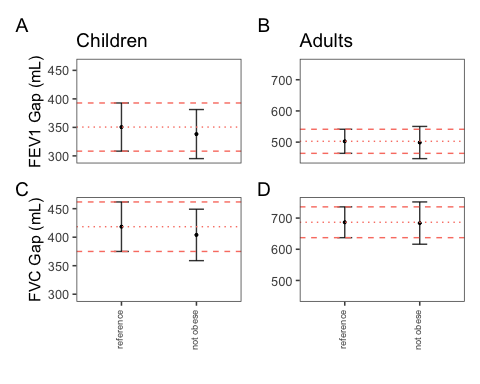 A
Children
FEV1 Gap (mL)
450
400
350
300
B
Adults
700
600
500
C
FVC Gap (mL)
450
400
350
300
reference
not obese
D
700
600
500
reference
not obese